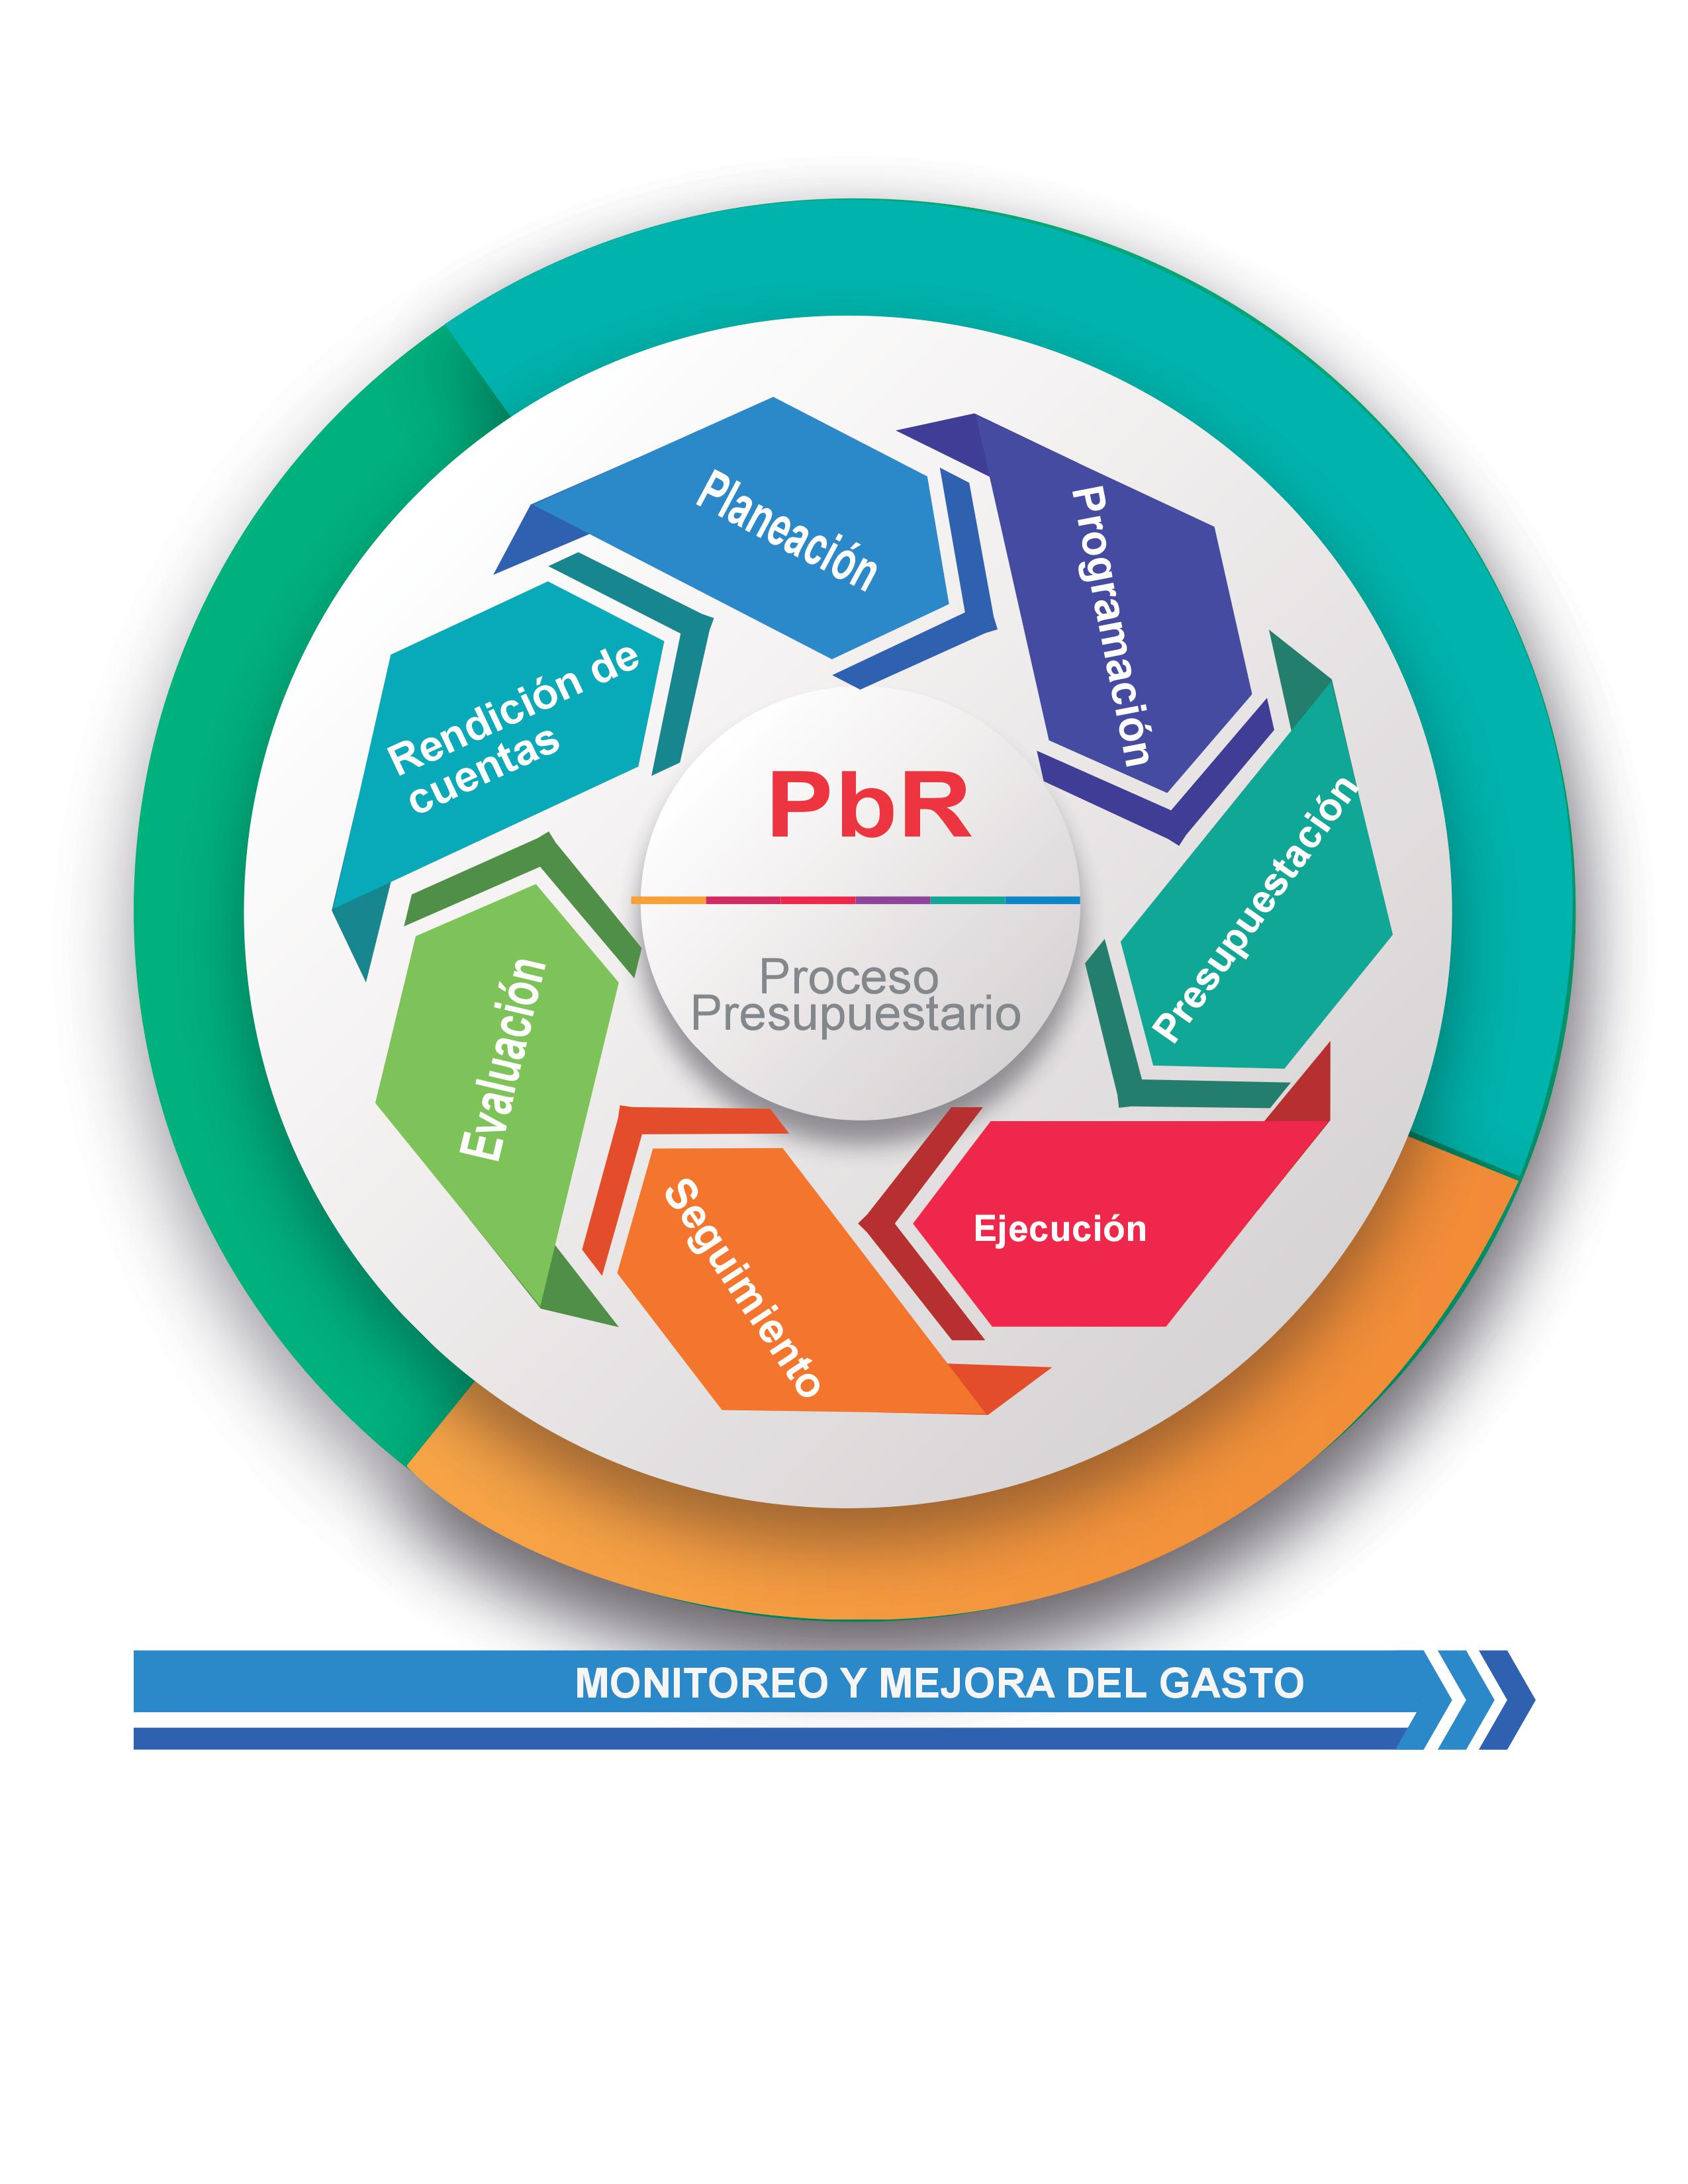 Planeación
Programación
Presupuestación
Ejecución
Seguimiento
Evaluación
Rendición de
cuentas
PbR
Proceso
Presupuestario
MONITOREO Y MEJORA DEL GASTO